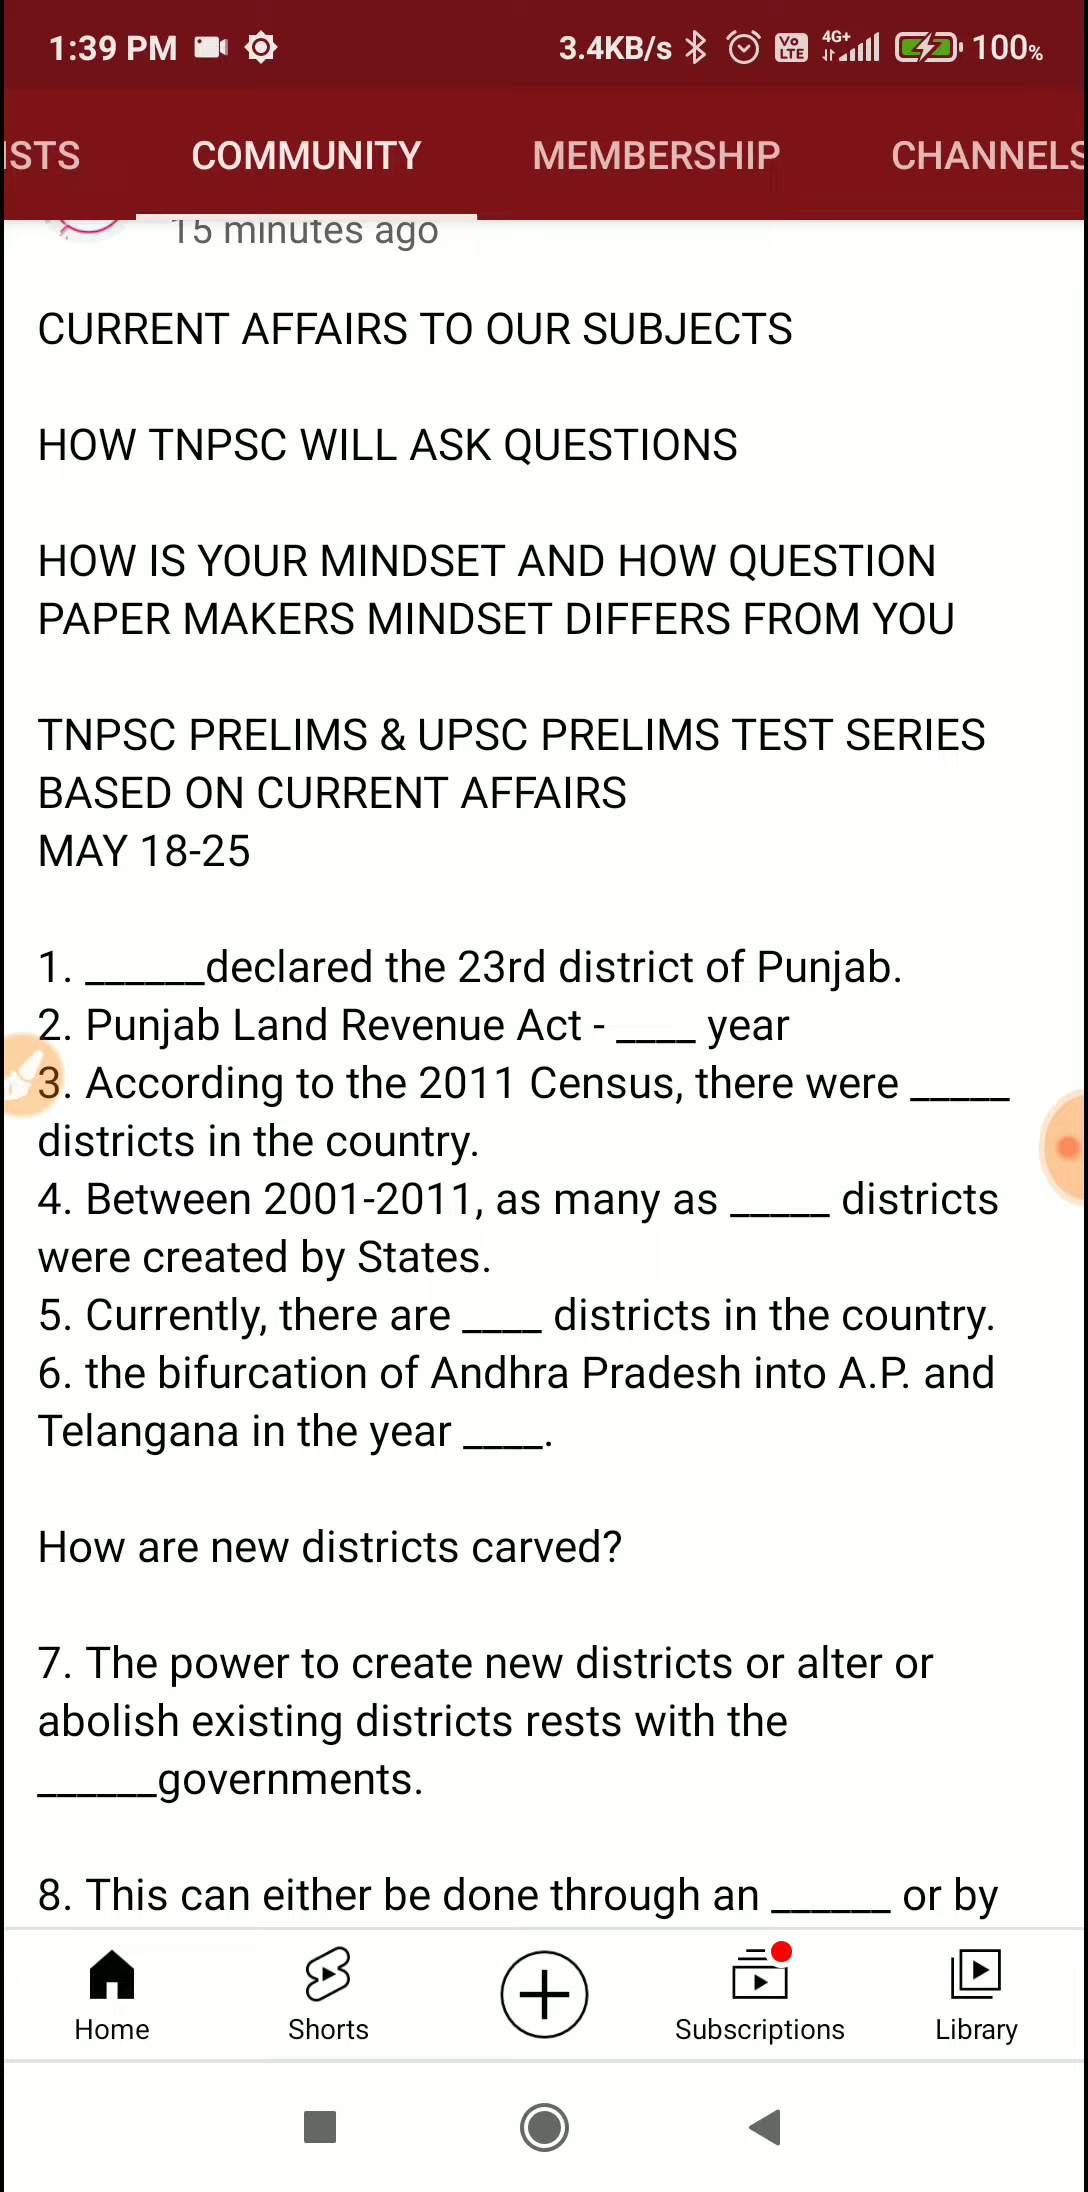 1:39 PM 3.4KB/s Vo LTE 4G+ 100%
STS COMMUNITY MEMBERSHIP CHANNELS
15 minutes ago
CURRENT AFFAIRS TO OUR SUBJECTS
HOW TNPSC WILL ASK QUESTIONS
HOW IS YOUR MINDSET AND HOW QUESTION
PAPER MAKERS MINDSET DIFFERS FROM YOU
TNPSC PRELIMS & UPSC PRELIMS TEST SERIES
BASED ON CURRENT AFFAIRS
MAY 18-25
1. ______declared the 23rd district of Punjab.
2. Punjab Land Revenue Act - ____ year
3. According to the 2011 Census, there were _____
districts in the country.
4. Between 2001-2011, as many as _____ districts
were created by States.
5. Currently, there are ____ districts in the country.
6. the bifurcation of Andhra Pradesh into A.P. and
Telangana in the year ____.
How are new districts carved?
7. The power to create new districts or alter or
abolish existing districts rests with the
______governments.
8. This can either be done through an ______ or by
Home Shorts Subscriptions Library